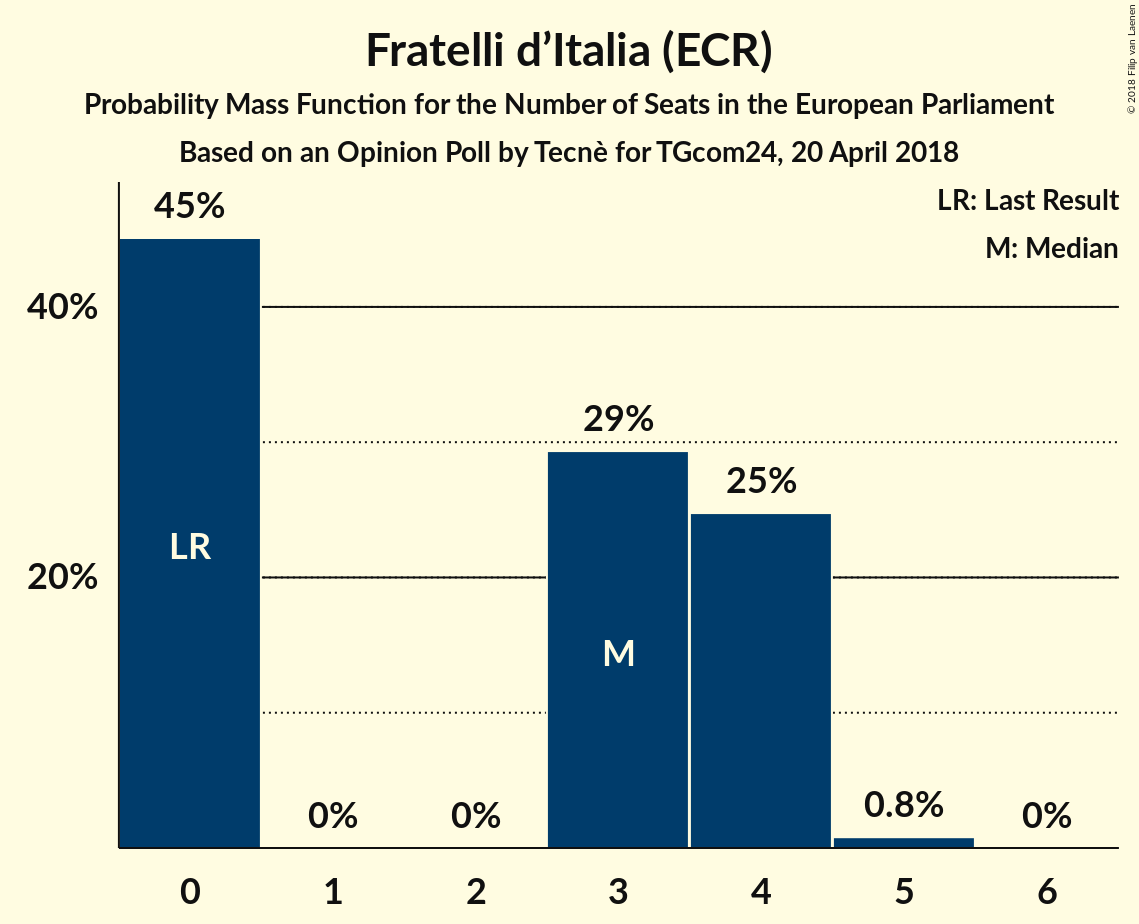 Fratelli d’Italia (ECR)
Probability Mass Function for the Number of Seats in the European Parliament
Based on an Opinion Poll by Tecnè for TGcom24, 20 April 2018
© 2018 Filip van Laenen
LR: Last Result
M: Median
45%
40%
29%
25%
LR
20%
M
0%
0%
0.8%
0%
0
1
2
3
4
5
6